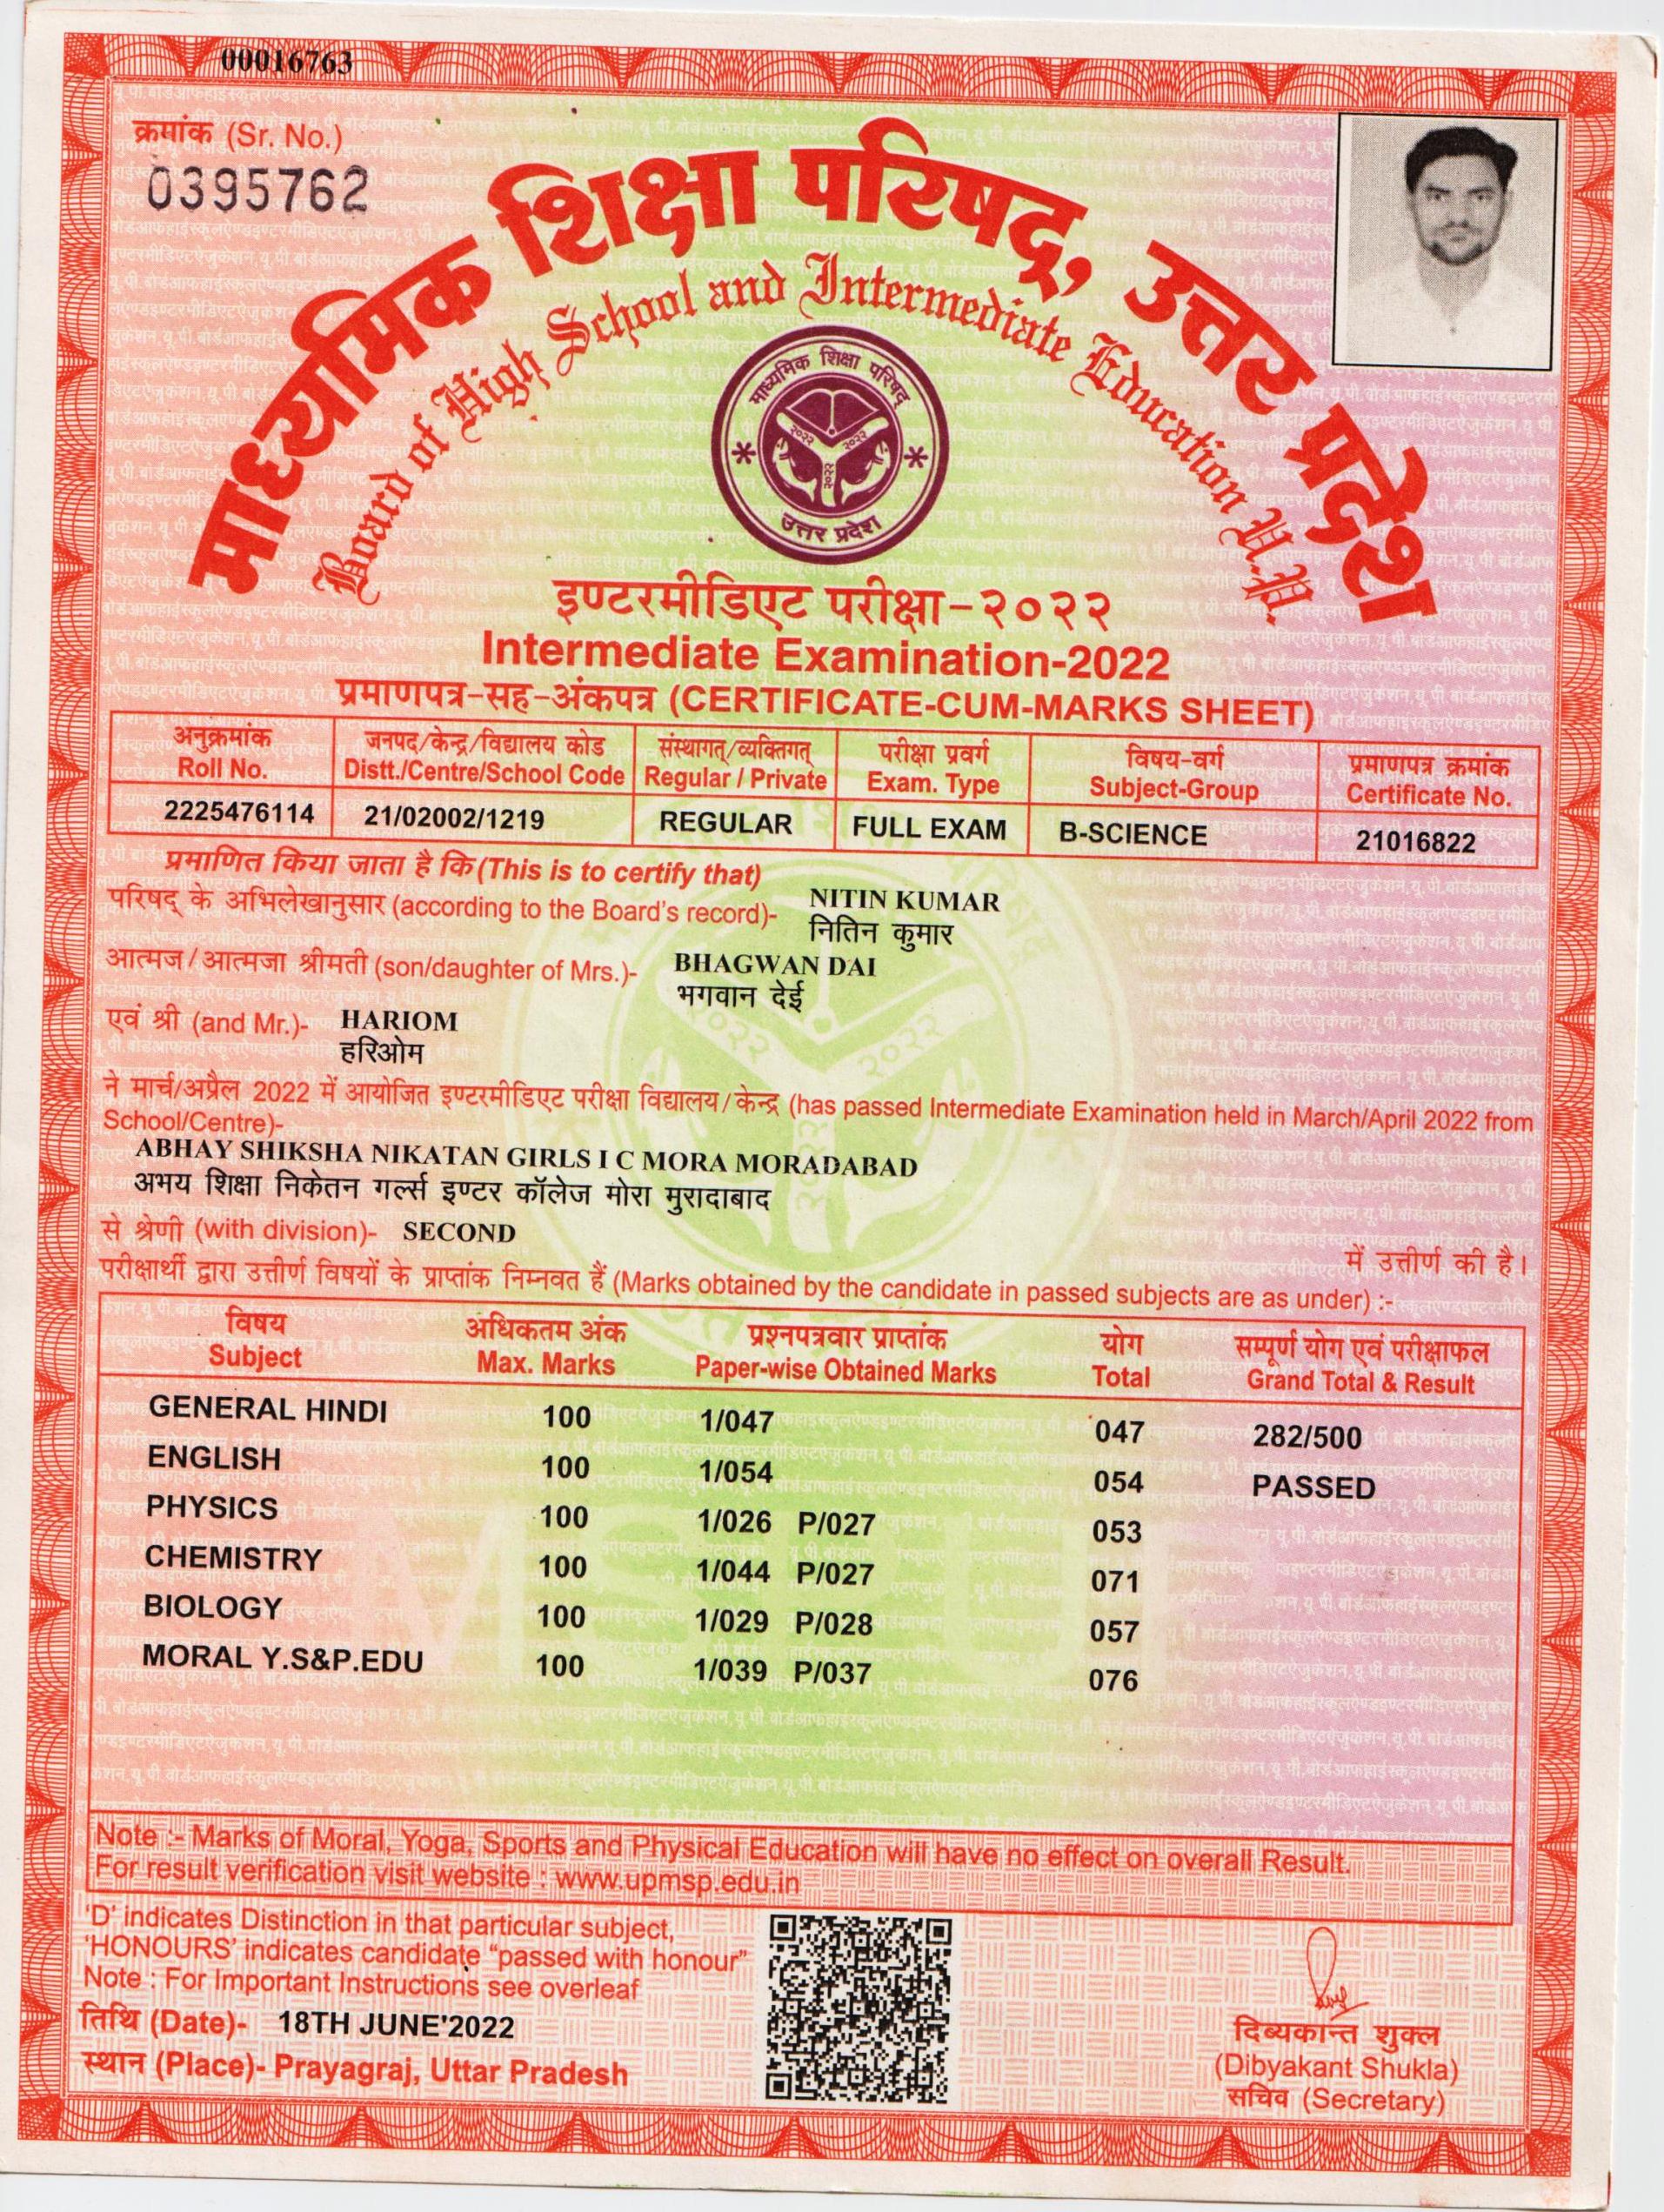 00016763
क्रमांक (Sr. No.)
0395762
माध्यमिक शिक्षा परिषद्, उत्तर प्रदेश
Board of High School and Intermediate Education U.P.
माध्यमिक शिक्षा परिषद्
२०२२ २०२२
२०२२
उत्तर प्रदेश
इण्टरमीडिएट परीक्षा-२०२२
Intermediate Examination-2022
प्रमाणपत्र-सह-अंकपत्र (CERTIFICATE-CUM-MARKS SHEET)
अनुक्रमांक जनपद/केन्द्र/विद्यालय कोड संस्थागत्/व्यक्तिगत् परीक्षा प्रवर्ग विषय-वर्ग प्रमाणपत्र क्रमांक
Roll No. Distt./Centre/School Code Regular / Private Exam. Type Subject-Group Certificate No.
2225476114 21/02002/1219 REGULAR FULL EXAM B-SCIENCE 21016822
प्रमाणित किया जाता है कि (This is to certify that)
परिषद् के अभिलेखानुसार (according to the Board's record)- NITIN KUMAR
नितिन कुमार
आत्मज/आत्मजा श्रीमती (son/daughter of Mrs.)- BHAGWAN DAI
भगवान देई
एवं श्री (and Mr.)- HARIOM
हरिओम
ने मार्च/अप्रैल 2022 में आयोजित इण्टरमीडिएट परीक्षा विद्यालय/केन्द्र (has passed Intermediate Examination held in March/April 2022 from
School/Centre)-
ABHAY SHIKSHA NIKATAN GIRLS I C MORA MORADABAD
अभय शिक्षा निकेतन गर्ल्स इण्टर कॉलेज मोरा मुरादाबाद
से श्रेणी (with division)- SECOND
में उत्तीर्ण की है।
परीक्षार्थी द्वारा उत्तीर्ण विषयों के प्राप्तांक निम्नवत हैं (Marks obtained by the candidate in passed subjects are as under) :-
विषय अधिकतम अंक प्रश्नपत्रवार प्राप्तांक योग सम्पूर्ण योग एवं परीक्षाफल
Subject Max. Marks Paper-wise Obtained Marks Total Grand Total & Result
GENERAL HINDI 100 1/047 047 282/500
ENGLISH 100 1/054 054 PASSED
PHYSICS 100 1/026 P/027 053
CHEMISTRY 100 1/044 P/027 071
BIOLOGY 100 1/029 P/028 057
MORAL Y.S&P.EDU 100 1/039 P/037 076
Note :- Marks of Moral, Yoga, Sports and Physical Education will have no effect on overall Result.
For result verification visit website : www.upmsp.edu.in
'D' indicates Distinction in that particular subject,
'HONOURS' indicates candidate "passed with honour"
Note : For Important Instructions see overleaf
तिथि (Date)- 18TH JUNE'2022
स्थान (Place)- Prayagraj, Uttar Pradesh
दिब्यकान्त शुक्ल
(Dibyakant Shukla)
सचिव (Secretary)